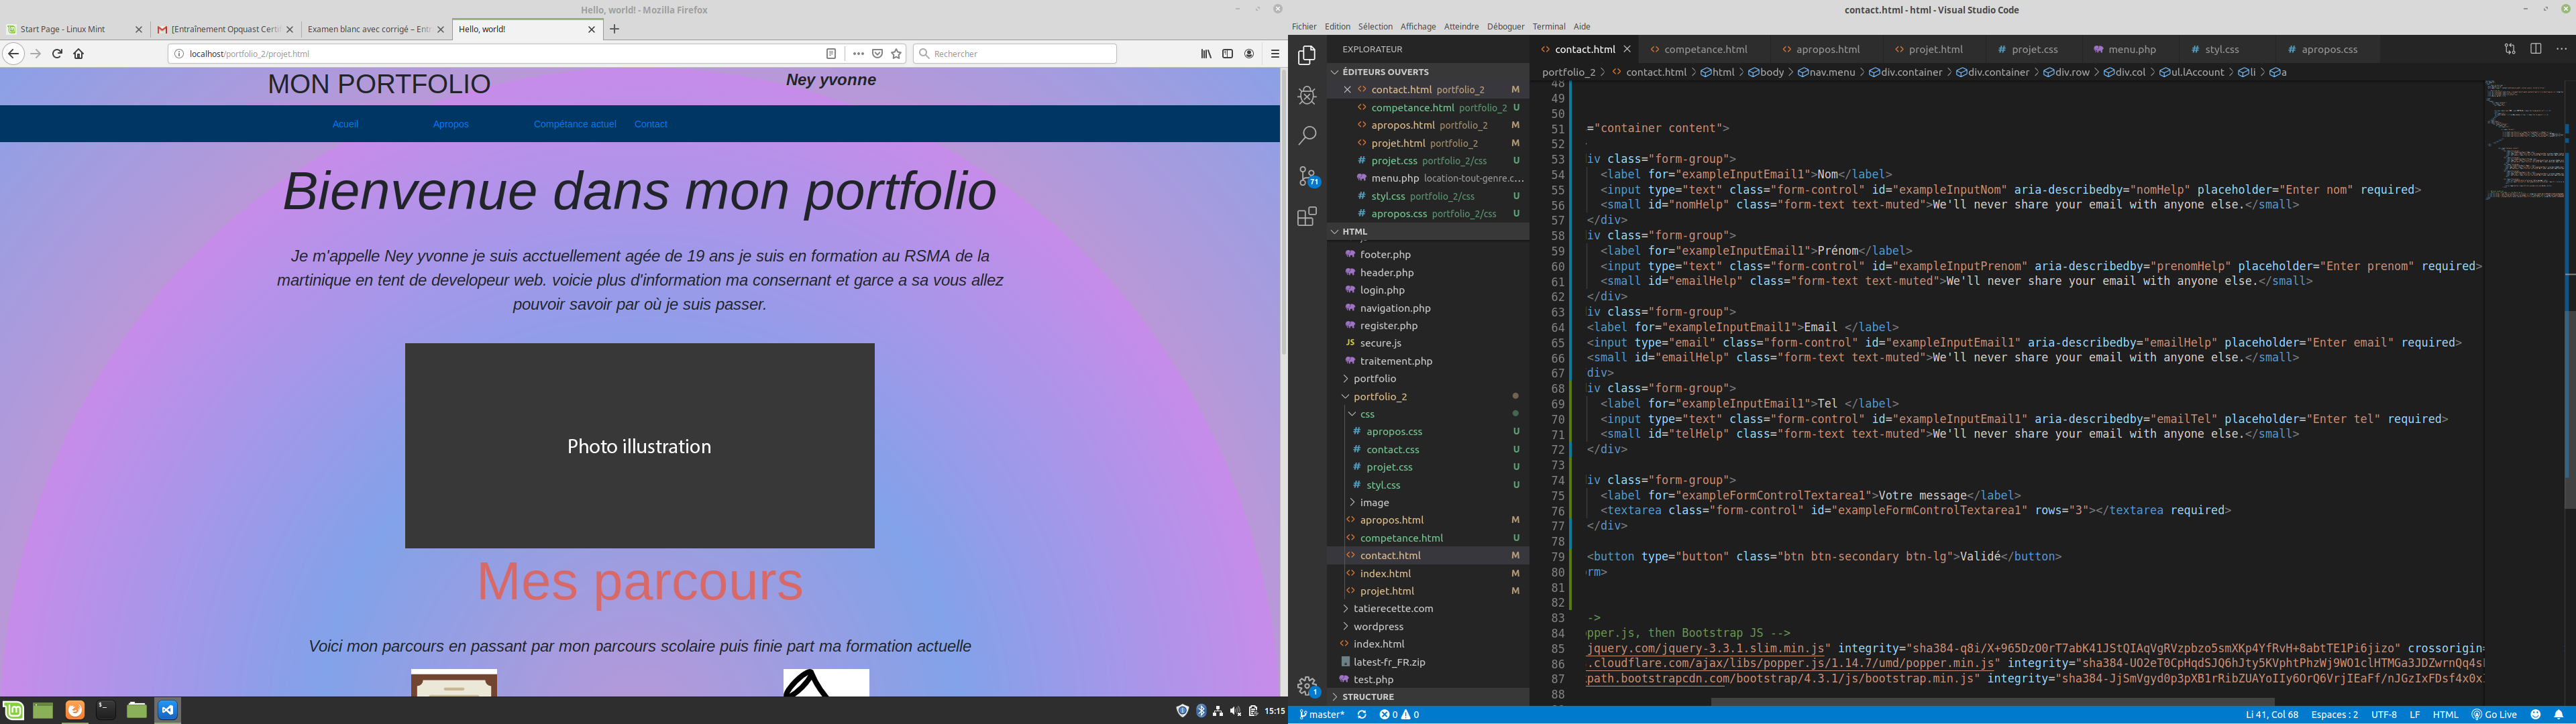 Hello, world! - Mozilla Firefox
Start Page - Linux Mint
[Entraînement Opquast Certi
Examen blanc avec corrigé – Entr
Hello, world!
localhost/portfolio_2/projet.html
Rechercher
MON PORTFOLIO
Ney yvonne
Acueil
Apropos
Compétance actuel
Contact
Bienvenue dans mon portfolio
Je m'appelle Ney yvonne je suis acctuellement agée de 19 ans je suis en formation au RSMA de la
martinique en tent de developeur web. voicie plus d'information ma consernant et garce a sa vous allez
pouvoir savoir par où je suis passer.
Photo illustration
Mes parcours
Voici mon parcours en passant par mon parcours scolaire puis finie part ma formation actuelle
15:15
contact.html - html - Visual Studio Code
Fichier Edition Sélection Affichage Atteindre Déboguer Terminal Aide
EXPLORATEUR
ÉDITEURS OUVERTS
contact.html portfolio_2 M
competance.html portfolio_2 U
apropos.html portfolio_2 M
projet.html portfolio_2 M
projet.css portfolio_2/css U
menu.php location-tout-genre.c...
styl.css portfolio_2/css U
apropos.css portfolio_2/css U
HTML
footer.php
header.php
login.php
navigation.php
register.php
secure.js
traitement.php
portfolio
portfolio_2
css
apropos.css U
contact.css U
projet.css U
styl.css U
image
apropos.html M
competance.html U
contact.html M
index.html M
projet.html M
tatierecette.com
wordpress
index.html
latest-fr_FR.zip
test.php
STRUCTURE
71
1
contact.html competance.html apropos.html projet.html projet.css menu.php styl.css apropos.css
portfolio_2 > contact.html > html > body > nav.menu > div.container > div.container > div.row > div.col > ul.lAccount > li > a
48
49
50
51 ="container content">
52
53 iv class="form-group">
54 <label for="exampleInputEmail1">Nom</label>
55 <input type="text" class="form-control" id="exampleInputNom" aria-describedby="nomHelp" placeholder="Enter nom" required>
56 <small id="nomHelp" class="form-text text-muted">We'll never share your email with anyone else.</small>
57 </div>
58 iv class="form-group">
59 <label for="exampleInputEmail1">Prénom</label>
60 <input type="text" class="form-control" id="exampleInputPrenom" aria-describedby="prenomHelp" placeholder="Enter prenom" required>
61 <small id="emailHelp" class="form-text text-muted">We'll never share your email with anyone else.</small>
62 </div>
63 iv class="form-group">
64 <label for="exampleInputEmail1">Email </label>
65 <input type="email" class="form-control" id="exampleInputEmail1" aria-describedby="emailHelp" placeholder="Enter email" required>
66 <small id="emailHelp" class="form-text text-muted">We'll never share your email with anyone else.</small>
67 div>
68 iv class="form-group">
69 <label for="exampleInputEmail1">Tel </label>
70 <input type="text" class="form-control" id="exampleInputEmail1" aria-describedby="emailTel" placeholder="Enter tel" required>
71 <small id="telHelp" class="form-text text-muted">We'll never share your email with anyone else.</small>
72 </div>
73
74 iv class="form-group">
75 <label for="exampleFormControlTextarea1">Votre message</label>
76 <textarea class="form-control" id="exampleFormControlTextarea1" rows="3"></textarea required>
77 </div>
78
79 <button type="button" class="btn btn-secondary btn-lg">Validé</button>
80 rm>
81
82
83 ->
84 opper.js, then Bootstrap JS -->
85 jquery.com/jquery-3.3.1.slim.min.js" integrity="sha384-q8i/X+965DzO0rT7abK41JStQIAqVgRVzpbzo5smXKp4YfRvH+8abtTE1Pi6jizo" crossorigin=
86 .cloudflare.com/ajax/libs/popper.js/1.14.7/umd/popper.min.js" integrity="sha384-UO2eT0CpHqdSJQ6hJty5KVphtPhzWj9WO1clHTMGa3JDZwrnQq4s
87 path.bootstrapcdn.com/bootstrap/4.3.1/js/bootstrap.min.js" integrity="sha384-JjSmVgyd0p3pXB1rRibZUAYoIIy6OrQ6VrjIEaFf/nJGzIxFDsf4x0x
88
master* 0 0
Li 41, Col 68 Espaces : 2 UTF-8 LF HTML Go Live